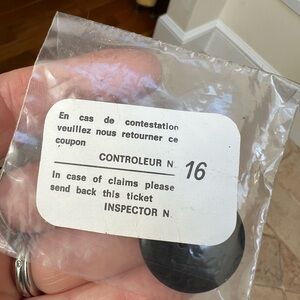 En cas de contestation
veuillez nous retourner ce
coupon
CONTROLEUR N. 16
In case of claims please
send back this ticket
INSPECTOR N.